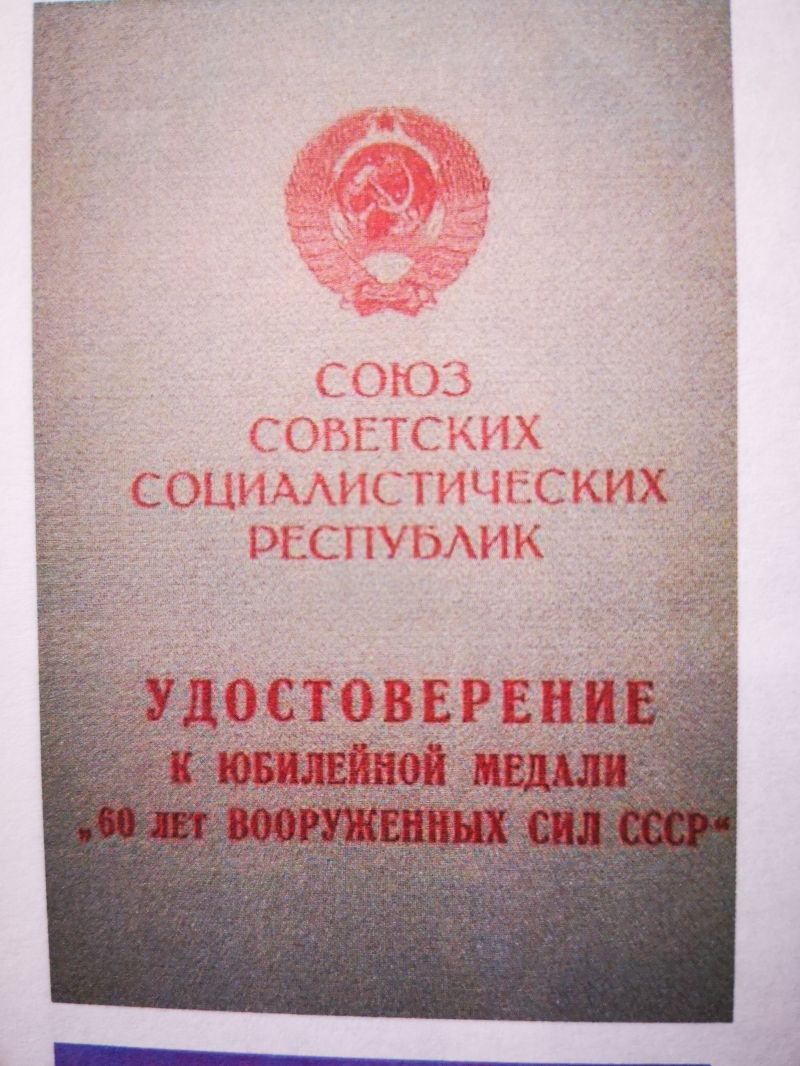 СОЮЗ
СОВЕТСКИХ
СОЦИАЛИСТИЧЕСКИХ
РЕСПУБЛИК
УДОСТОВЕРЕНИЕ
К ЮБИЛЕЙНОЙ МЕДАЛИ
„60 лет ВООРУЖЕННЫХ СИЛ СССР“